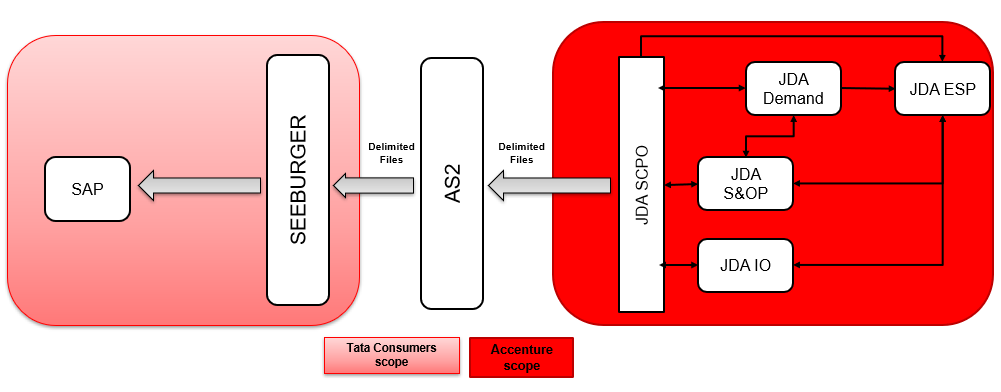 SAP
SEEBURGER
Delimited
Files
AS2
Delimited
Files
JDA SCPO
JDA
Demand
JDA ESP
JDA
S&OP
JDA IO
Tata Consumers
scope
Accenture
scope